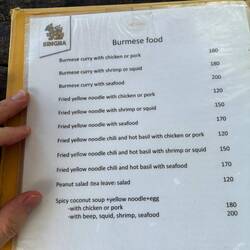 SINGHA
Burmese food
Burmese curry with chicken or pork 180
Burmese curry with shrimp or squid 180
Burmese curry with seafood 200
Fried yellow noodle with chicken or pork 120
Fried yellow noodle with shrimp or squid 150
Fried yellow noodle with seafood 170
Fried yellow noodle chili and hot basil with chicken or pork 120
Fried yellow noodle chili and hot basil with shrimp or squid 150
Fried yellow noodle chili and hot basil with seafood 170
Peanut salad (tea leave) salad 120
Spicy coconut soup +yellow noodle+egg
-with chicken or pork 180
-with beep, squid, shrimp, seafood 200